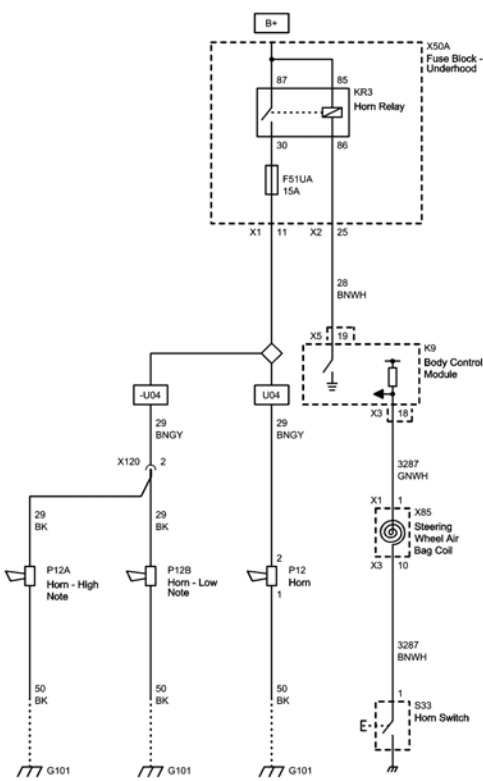 B+
X50A
Fuse Block -
Underhood
87
85
KR3
Horn Relay
30
86
F51UA
15A
X1
11
X2
25
28
BNWH
X5
19
K9
Body Control
Module
-U04
U04
X3
18
29
BNGY
29
BNGY
X120
2
3287
GNWH
X1
1
X85
Steering
Wheel Air
Bag Coil
29
BK
29
BK
2
X3
10
P12A
Horn - High
Note
P12B
Horn - Low
Note
P12
Horn
1
3287
BNWH
50
BK
50
BK
50
BK
1
S33
Horn Switch
E
G101
G101
G101